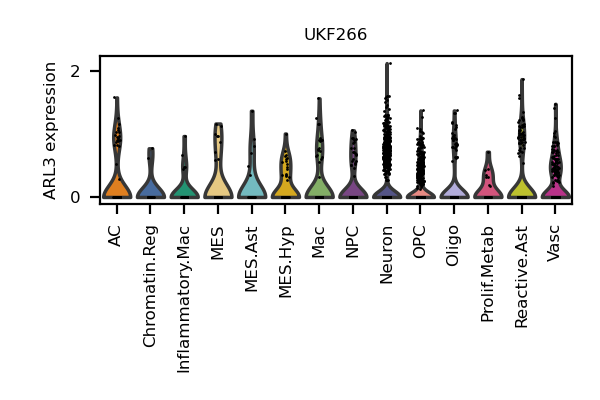 UKF266
ARL3 expression
2
0
AC
Chromatin.Reg
Inflammatory.Mac
MES
MES.Ast
MES.Hyp
Mac
NPC
Neuron
OPC
Oligo
Prolif.Metab
Reactive.Ast
Vasc